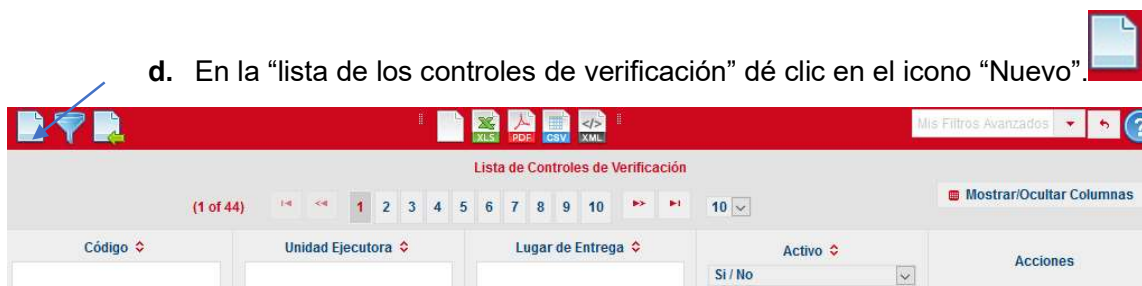 d. En la “lista de los controles de verificación” dé clic en el icono “Nuevo”.
XLS PDF CSV XML Mis Filtros Avanzados ?
Lista de Controles de Verificación
(1 of 44) 1 2 3 4 5 6 7 8 9 10 10 Mostrar/Ocultar Columnas
Código Unidad Ejecutora Lugar de Entrega Activo Acciones
Si / No